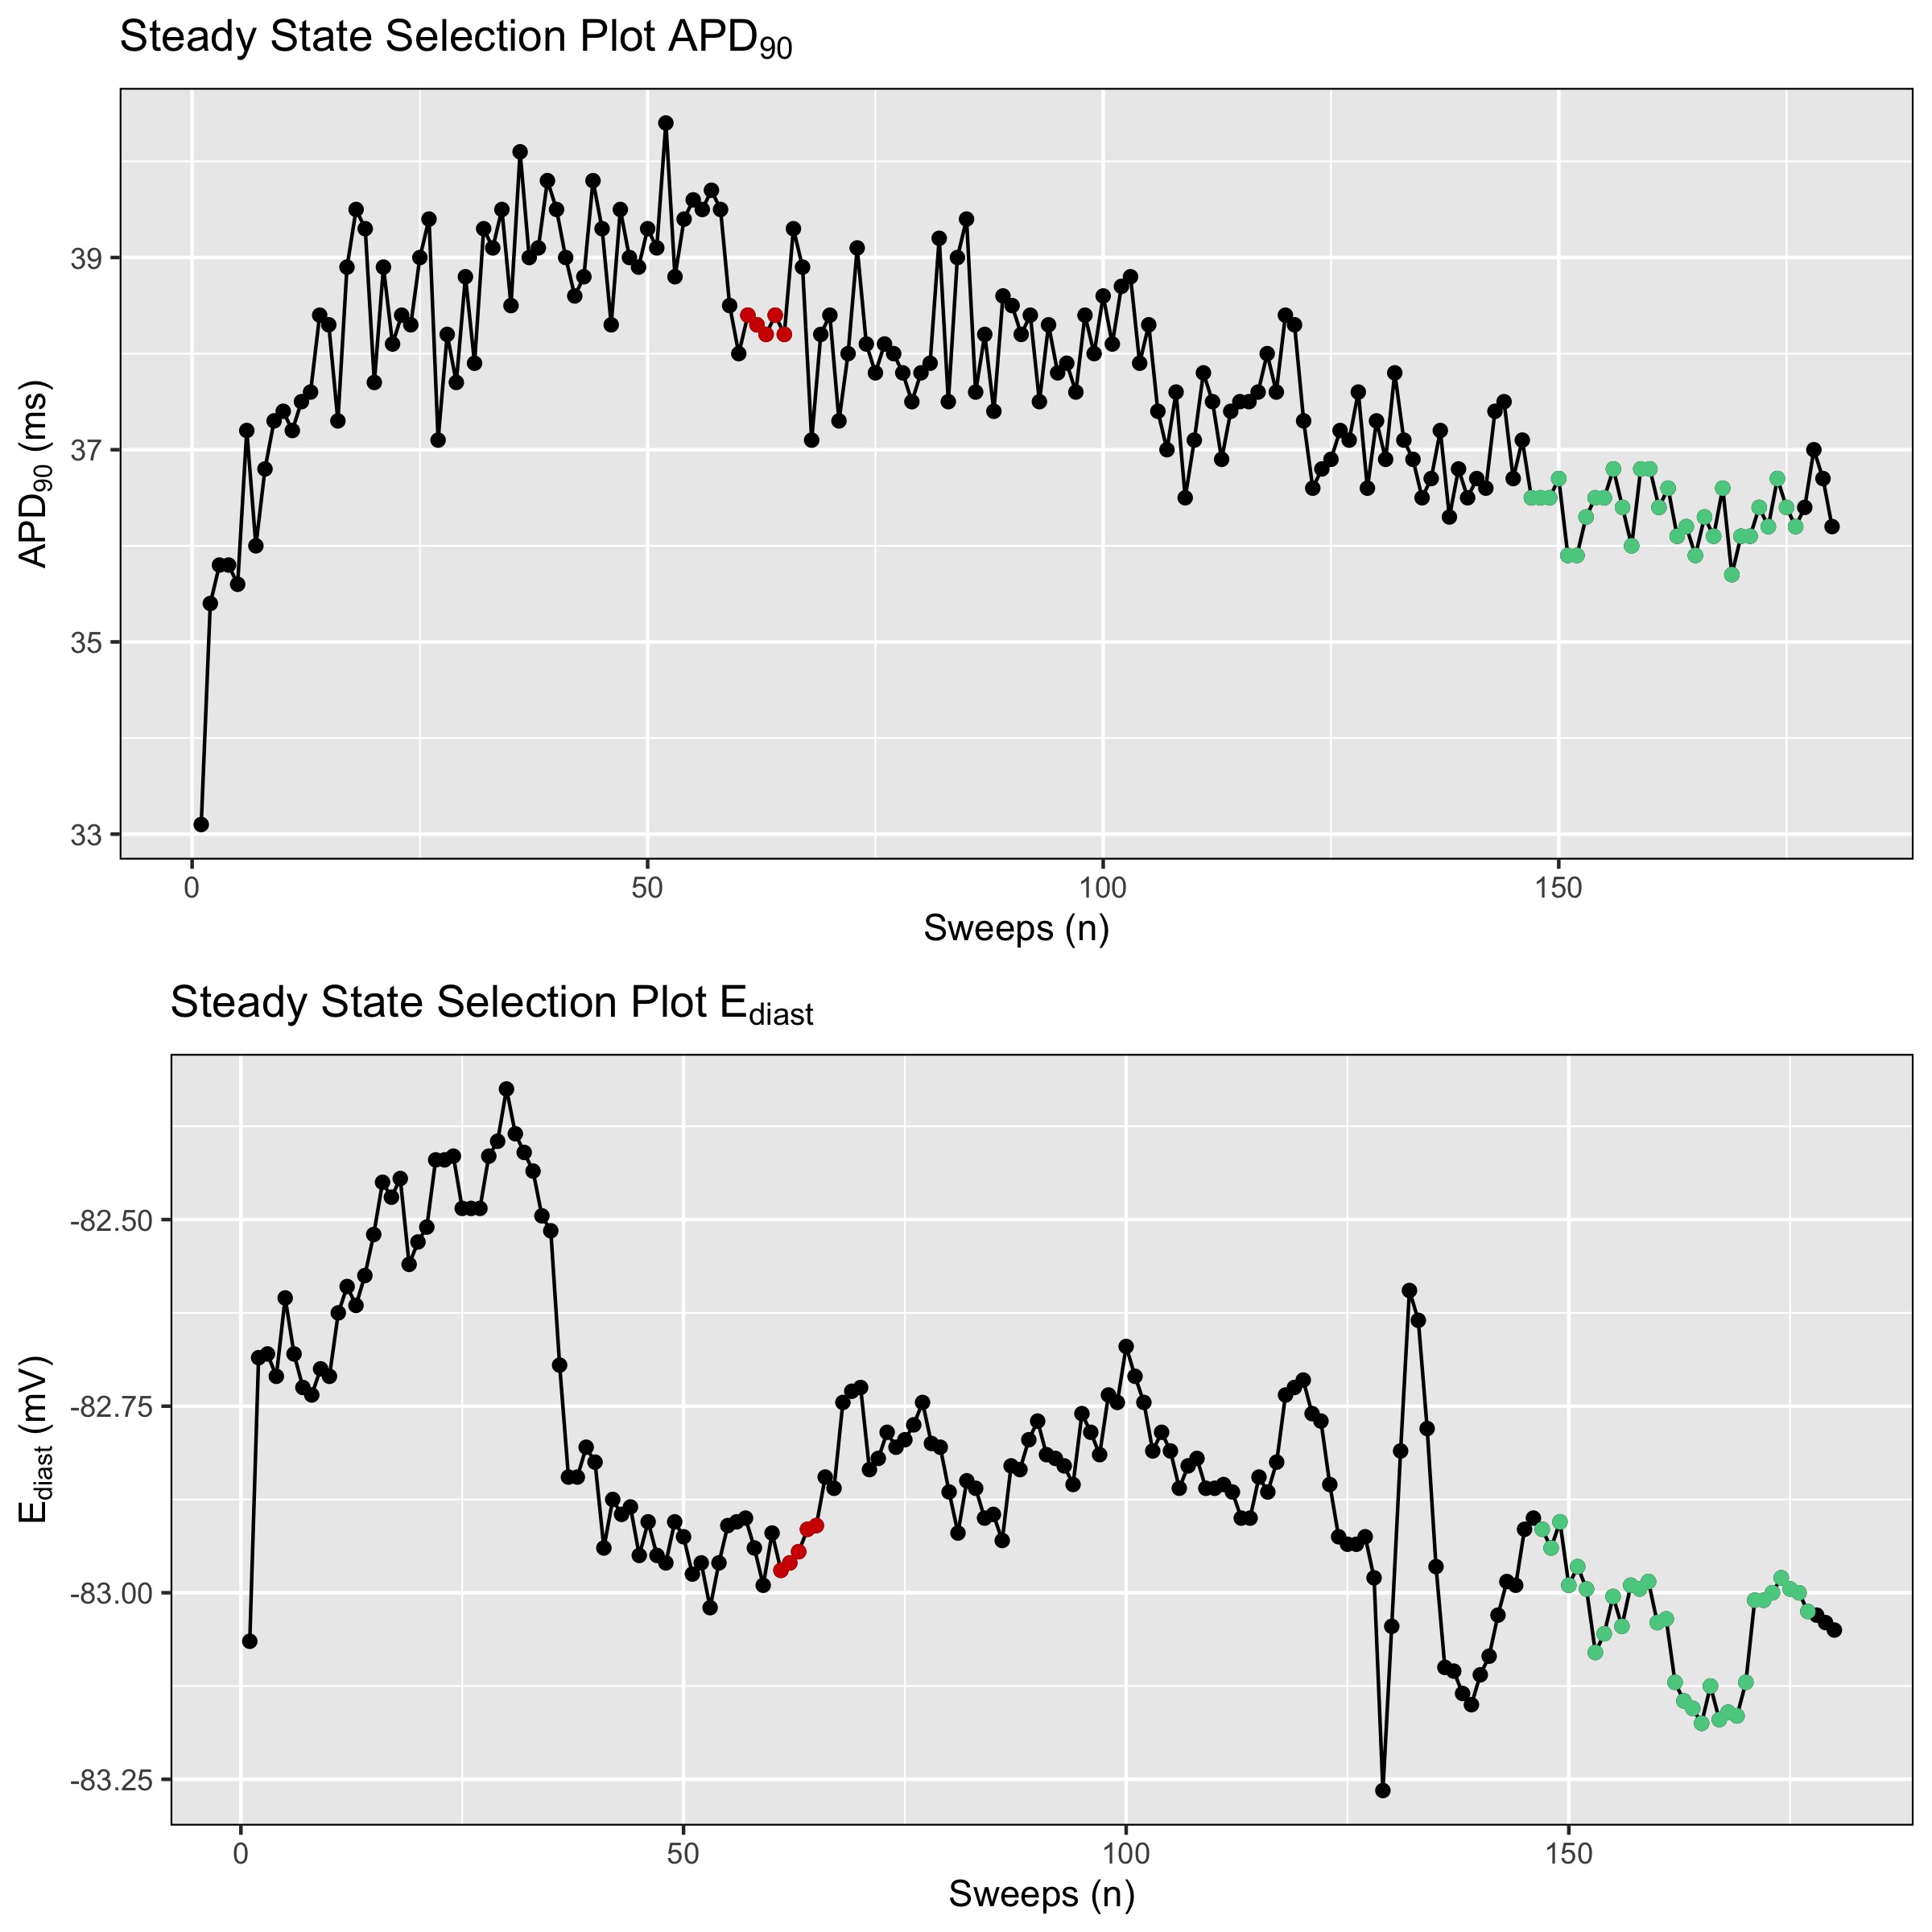 Steady State Selection Plot APD90
39
37
35
33
APD90 (ms)
0 50 100 150
Sweeps (n)
Steady State Selection Plot Ediast
-82.50
-82.75
-83.00
-83.25
Ediast (mV)
0 50 100 150
Sweeps (n)